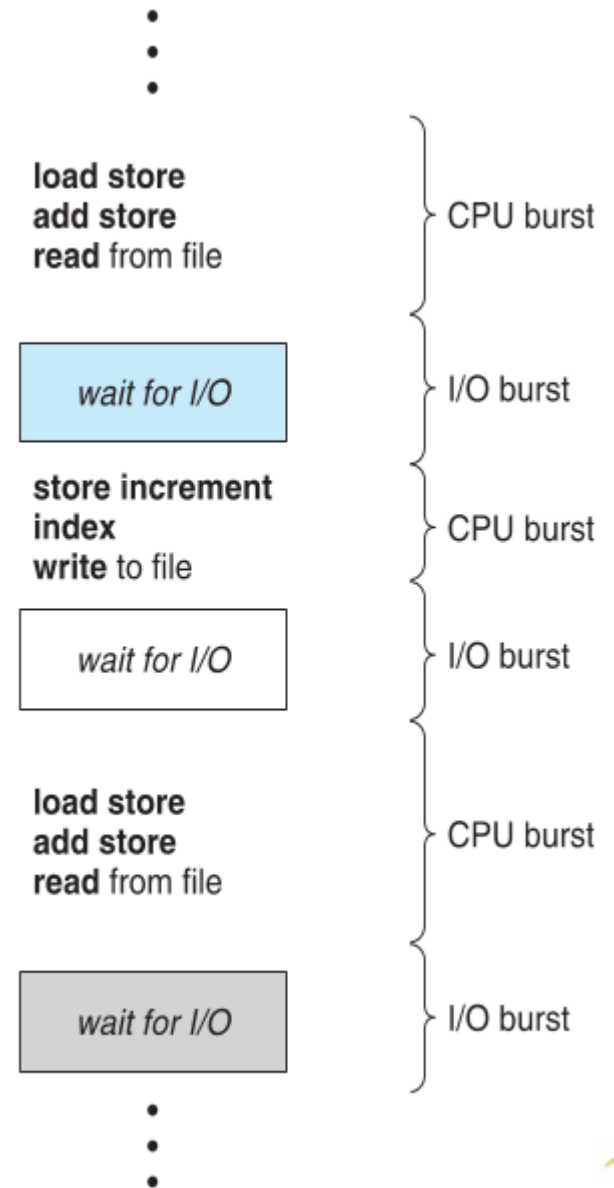 load store
add store
read from file
CPU burst
wait for I/O
I/O burst
store increment
index
write to file
CPU burst
wait for I/O
I/O burst
load store
add store
read from file
CPU burst
wait for I/O
I/O burst